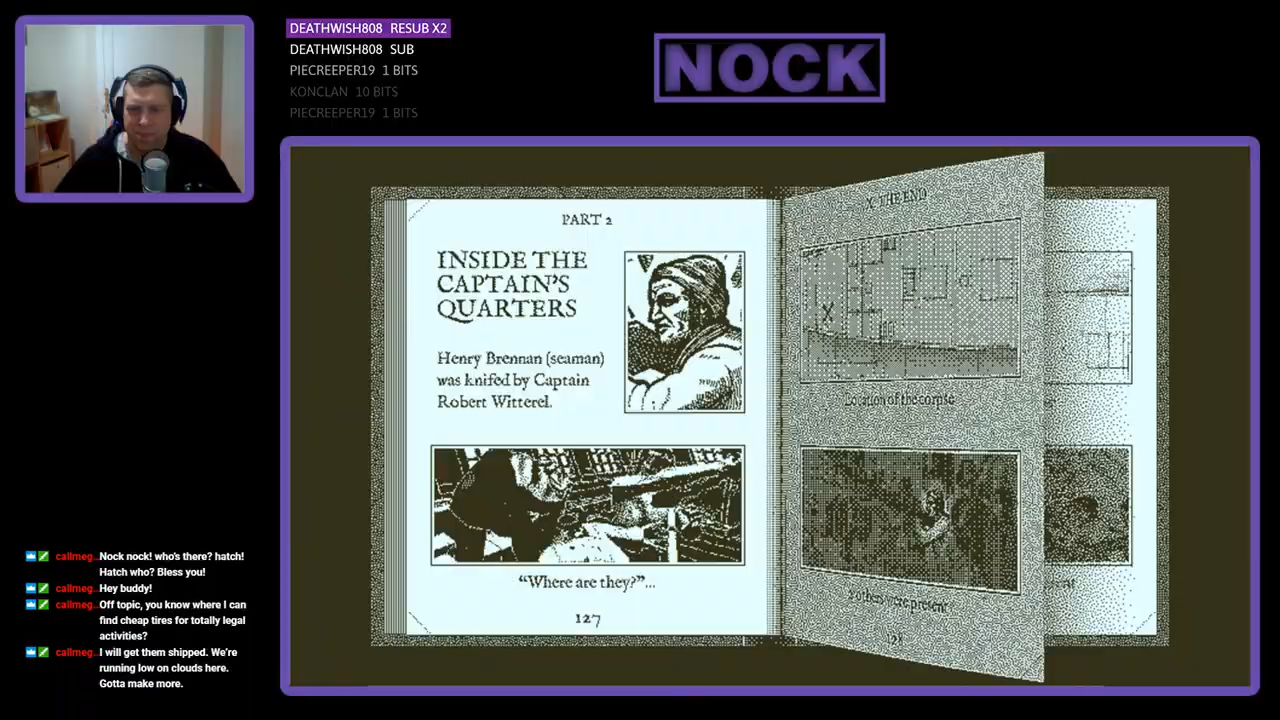 DEATHWISH808 RESUB X2
DEATHWISH808 SUB
PIECREEPER19 1 BITS
KONCLAN 10 BITS
PIECREEPER19 1 BITS
NOCK
PART 2
INSIDE THE
CAPTAIN'S
QUARTERS
Henry Brennan (seaman)
was knifed by Captain
Robert Witterel.
"Where are they?"...
127
X THE END
X
Location of the corpse
present
callmeg.. Nock nock! who's there? hatch!
Hatch who? Bless you!
callmeg.. Hey buddy!
callmeg.. Off topic, you know where I can
find cheap tires for totally legal
activities?
callmeg.. I will get them shipped. We're
running low on clouds here.
Gotta make more.